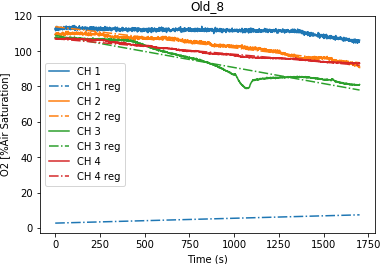 Old_8
O2 [%Air Saturation]
120
100
80
60
40
20
0
CH 1
CH 1 reg
CH 2
CH 2 reg
CH 3
CH 3 reg
CH 4
CH 4 reg
0 250 500 750 1000 1250 1500 1750
Time (s)